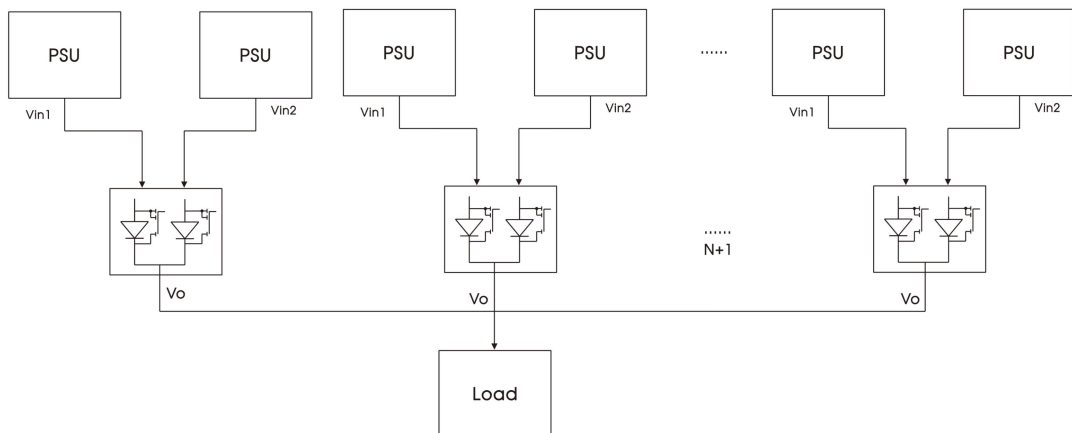 PSU
PSU
PSU
PSU
......
PSU
PSU
Vin1
Vin2
Vin1
Vin2
Vin1
Vin2
......
N+1
Vo
Vo
Vo
Load